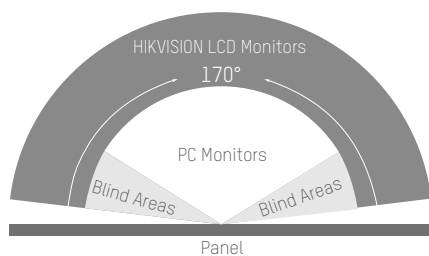 HIKVISION LCD Monitors
170°
PC Monitors
Blind Areas
Blind Areas
Panel